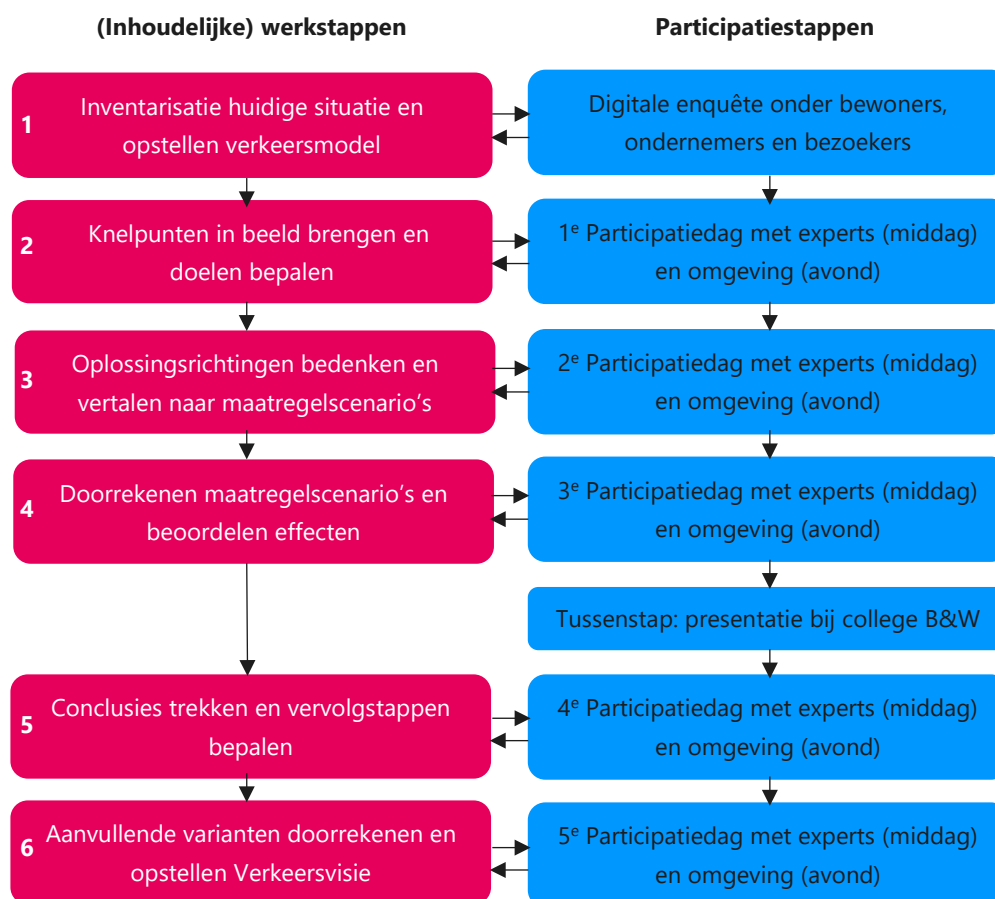 (Inhoudelijke) werkstappen
Participatiestappen
1
Inventarisatie huidige situatie en
opstellen verkeersmodel
Digitale enquête onder bewoners,
ondernemers en bezoekers
2
Knelpunten in beeld brengen en
doelen bepalen
1e Participatiedag met experts (middag)
en omgeving (avond)
3
Oplossingsrichtingen bedenken en
vertalen naar maatregelscenario's
2e Participatiedag met experts (middag)
en omgeving (avond)
4
Doorrekenen maatregelscenario's en
beoordelen effecten
3e Participatiedag met experts (middag)
en omgeving (avond)
Tussenstap: presentatie bij college B&W
5
Conclusies trekken en vervolgstappen
bepalen
4e Participatiedag met experts (middag)
en omgeving (avond)
6
Aanvullende varianten doorrekenen en
opstellen Verkeersvisie
5e Participatiedag met experts (middag)
en omgeving (avond)